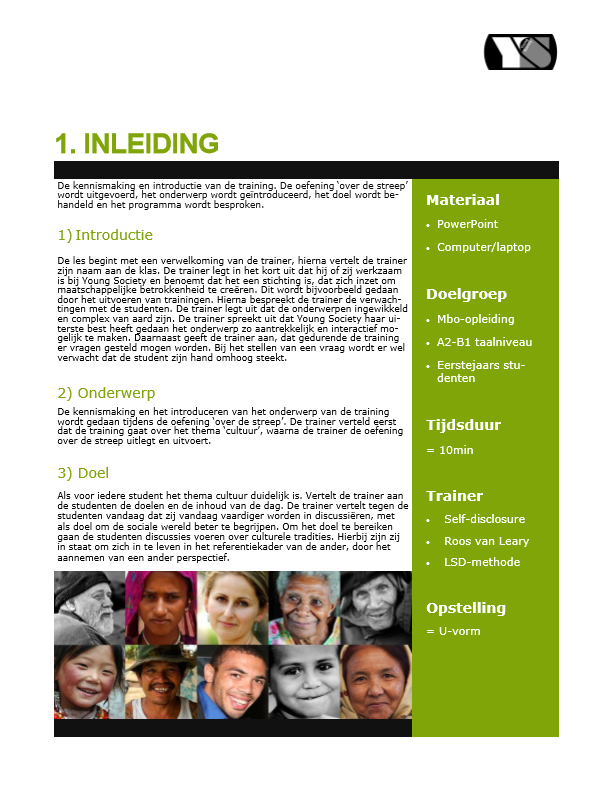 YS
1. INLEIDING
De kennismaking en introductie van de training. De oefening ‘over de streep’
wordt uitgevoerd, het onderwerp wordt geïntroduceerd, het doel wordt be-
handeld en het programma wordt besproken.
1) Introductie
De les begint met een verwelkoming van de trainer, hierna vertelt de trainer
zijn naam aan de klas. De trainer legt in het kort uit dat hij of zij werkzaam
is bij Young Society en benoemt dat het een stichting is, dat zich inzet om
maatschappelijke betrokkenheid te creëren. Dit wordt bijvoorbeeld gedaan
door het uitvoeren van trainingen. Hierna bespreekt de trainer de verwach-
tingen met de studenten. De trainer legt uit dat de onderwerpen ingewikkeld
en complex van aard zijn. De trainer spreekt uit dat Young Society haar ui-
terste best heeft gedaan het onderwerp zo aantrekkelijk en interactief mo-
gelijk te maken. Daarnaast geeft de trainer aan, dat gedurende de training
er vragen gesteld mogen worden. Bij het stellen van een vraag wordt er wel
verwacht dat de student zijn hand omhoog steekt.
2) Onderwerp
De kennismaking en het introduceren van het onderwerp van de training
wordt gedaan tijdens de oefening ‘over de streep’. De trainer verteld eerst
dat de training gaat over het thema ‘cultuur’, waarna de trainer de oefening
over de streep uitlegt en uitvoert.
3) Doel
Als voor iedere student het thema cultuur duidelijk is. Vertelt de trainer aan
de studenten de doelen en de inhoud van de dag. De trainer vertelt tegen de
studenten vandaag dat zij vandaag vaardiger worden in discussiëren, met
als doel om de sociale wereld beter te begrijpen. Om het doel te bereiken
gaan de studenten discussies voeren over culturele tradities. Hierbij zijn zij
in staat om zich in te leven in het referentiekader van de ander, door het
aannemen van een ander perspectief.
Materiaal
• PowerPoint
• Computer/laptop
Doelgroep
• Mbo-opleiding
• A2-B1 taalniveau
• Eerstejaars stu-
denten
Tijdsduur
= 10min
Trainer
• Self-disclosure
• Roos van Leary
• LSD-methode
Opstelling
= U-vorm